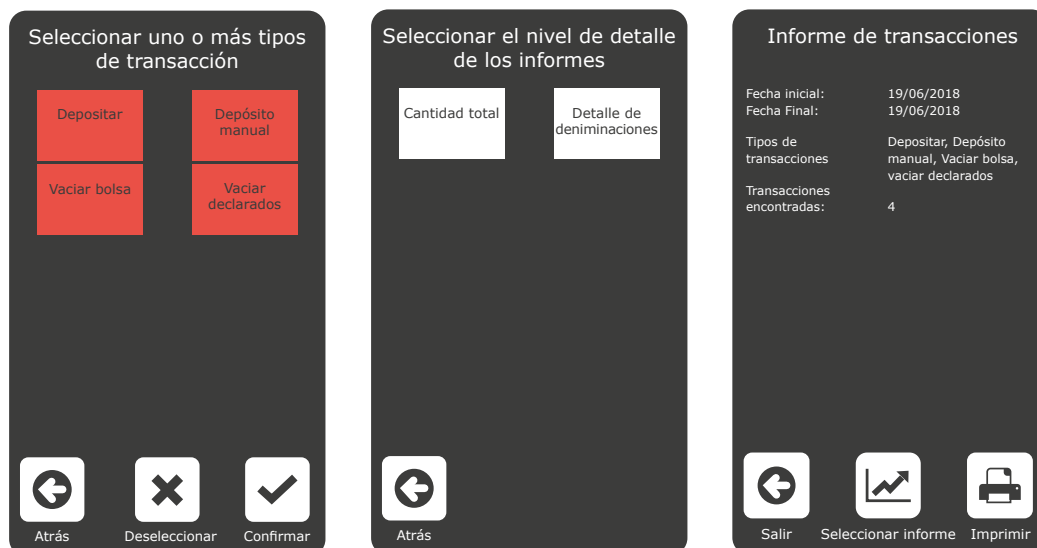 Seleccionar uno o más tipos
de transacción
Depositar
Depósito
manual
Vaciar bolsa
Vaciar
declarados
Atrás
Deseleccionar
Confirmar
Seleccionar el nivel de detalle
de los informes
Cantidad total
Detalle de
deniminaciones
Atrás
Informe de transacciones
Fecha inicial: 19/06/2018
Fecha Final: 19/06/2018
Tipos de Depositar, Depósito
transacciones manual, Vaciar bolsa,
vaciar declarados
Transacciones
encontradas: 4
Salir
Seleccionar informe
Imprimir